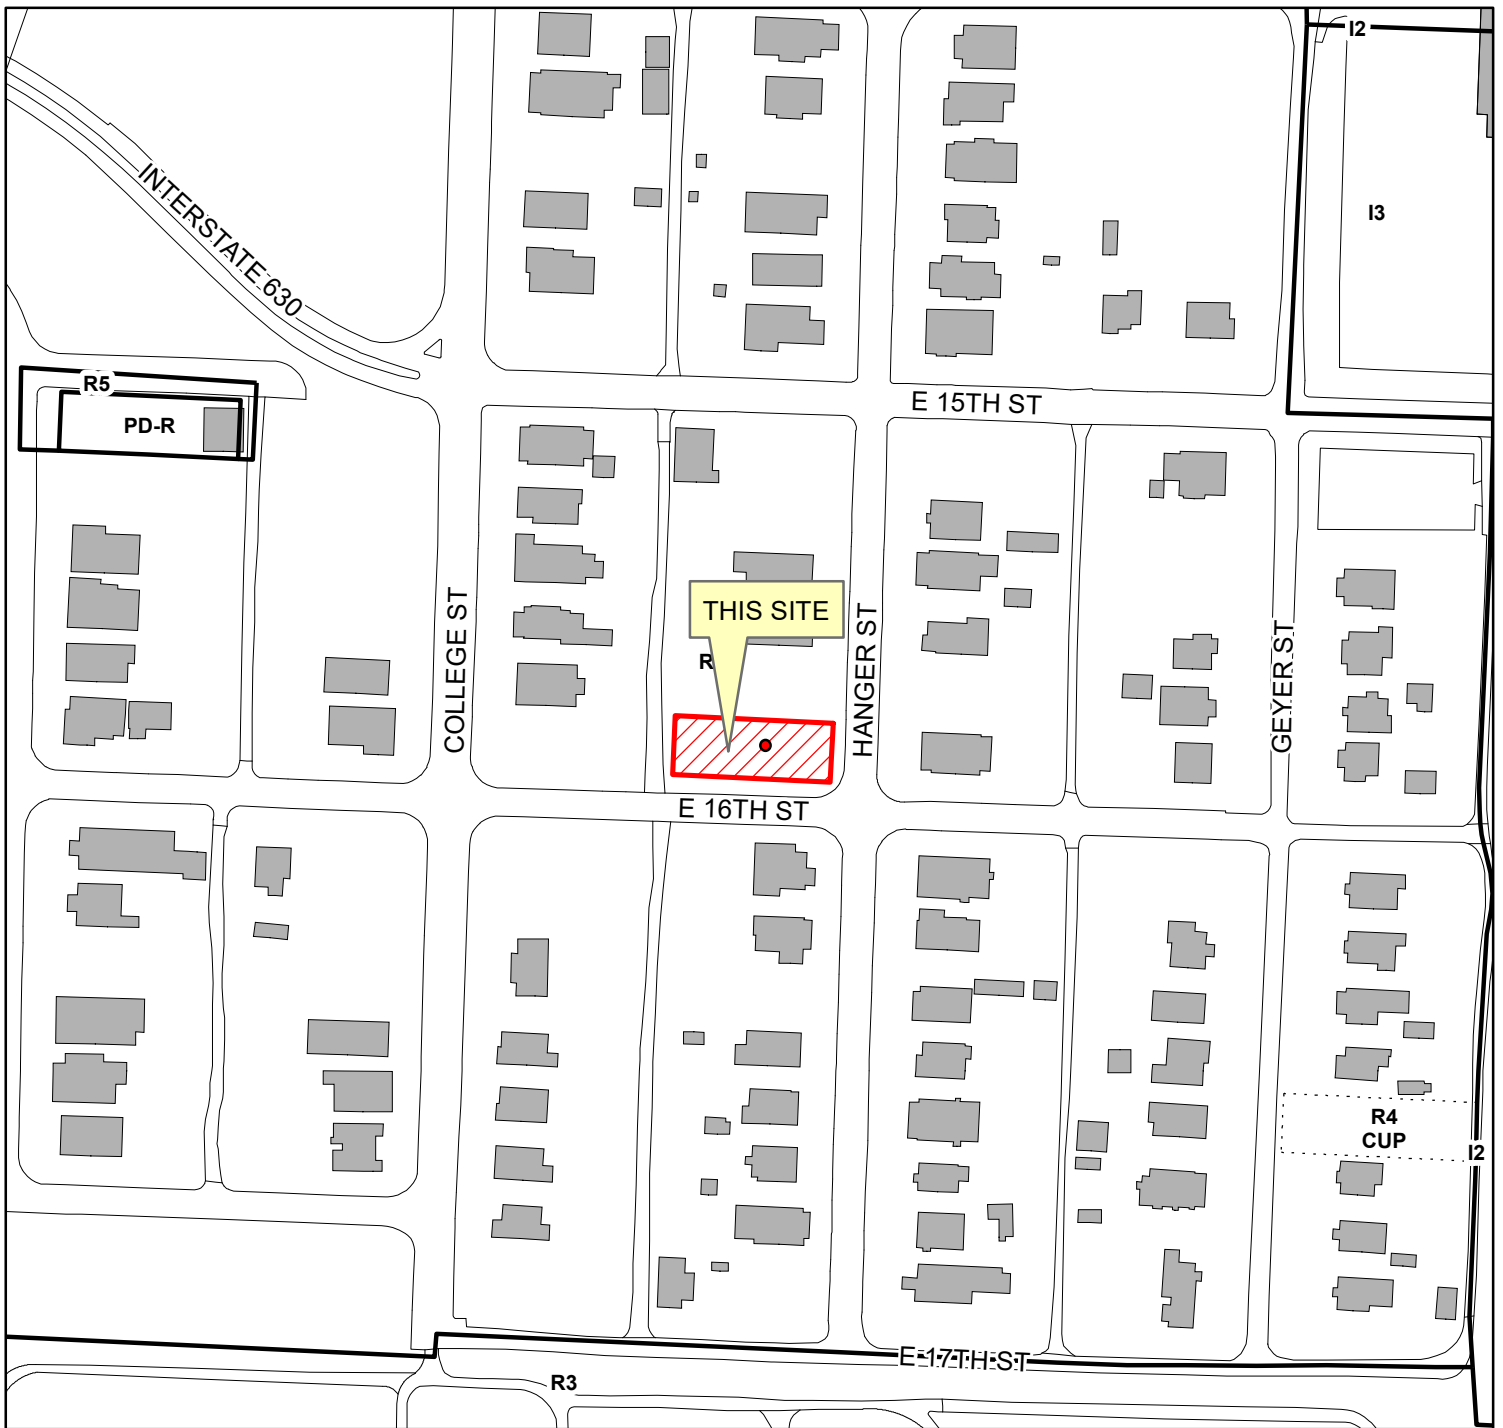 I2
INTERSTATE 630
I3
R5
PD-R
E 15TH ST
THIS SITE
R
COLLEGE ST
HANGER ST
GEYER ST
E 16TH ST
R4
CUP
I2
E 17TH ST
R3